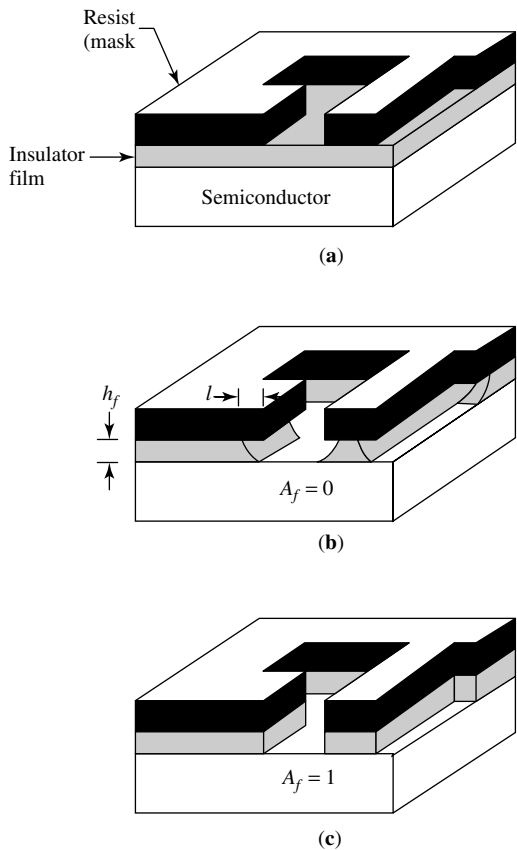 Resist
(mask
Insulator
film
Semiconductor
(a)
h_f
l
A_f = 0
(b)
A_f = 1
(c)